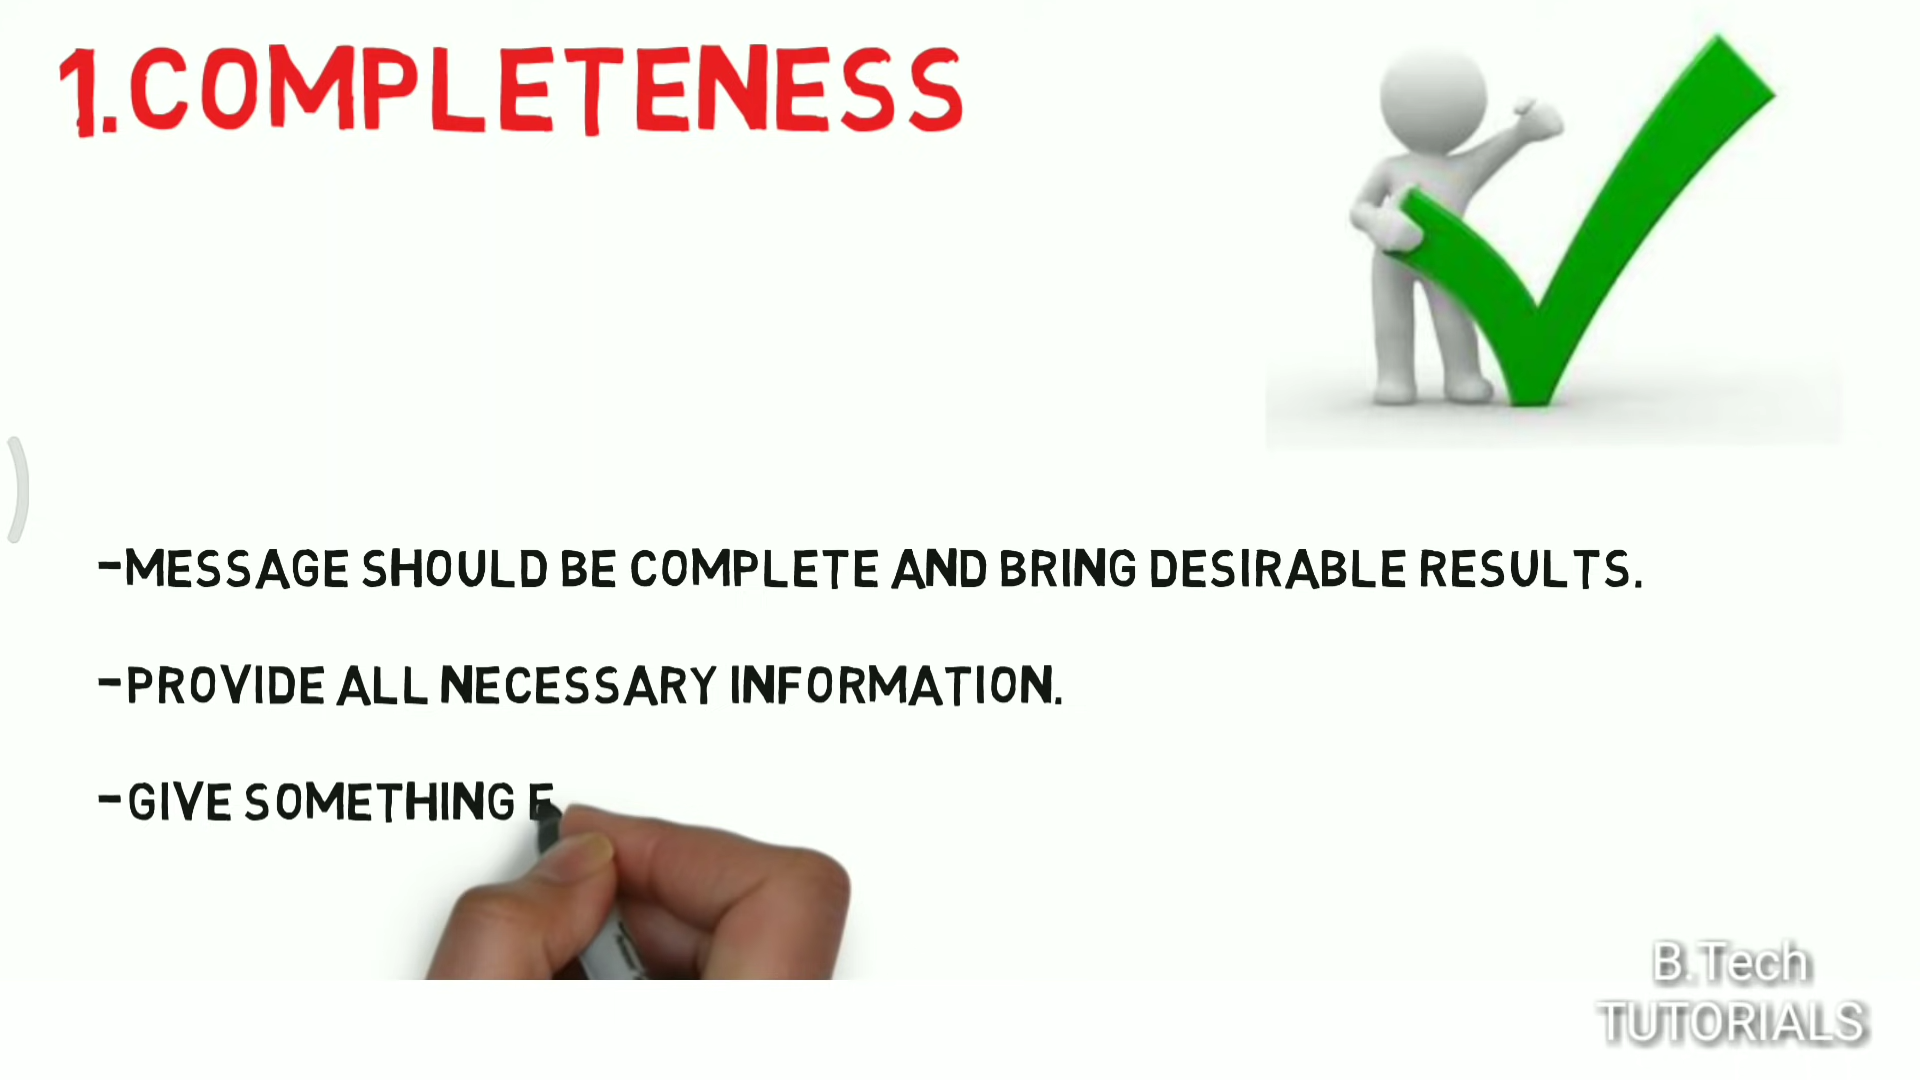 1.COMPLETENESS
-MESSAGE SHOULD BE COMPLETE AND BRING DESIRABLE RESULTS.
-PROVIDE ALL NECESSARY INFORMATION.
-GIVE SOMETHING
B.Tech
TUTORIALS